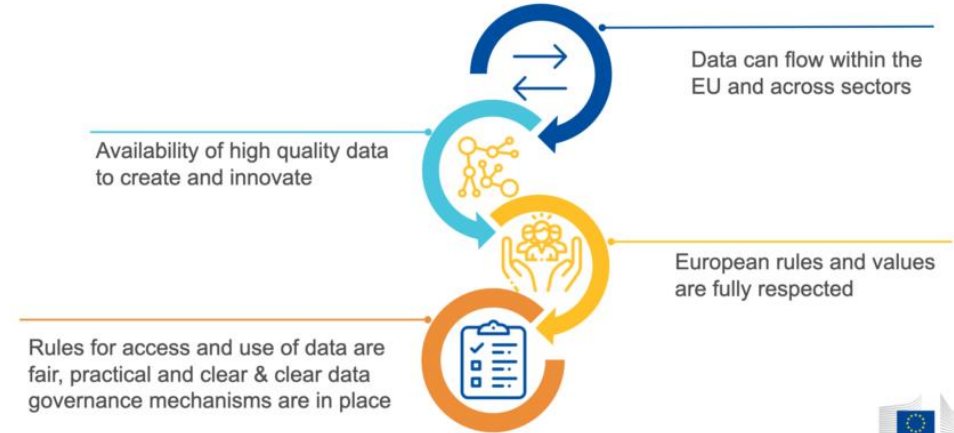 Data can flow within the
EU and across sectors
Availability of high quality data
to create and innovate
European rules and values
are fully respected
Rules for access and use of data are
fair, practical and clear & clear data
governance mechanisms are in place